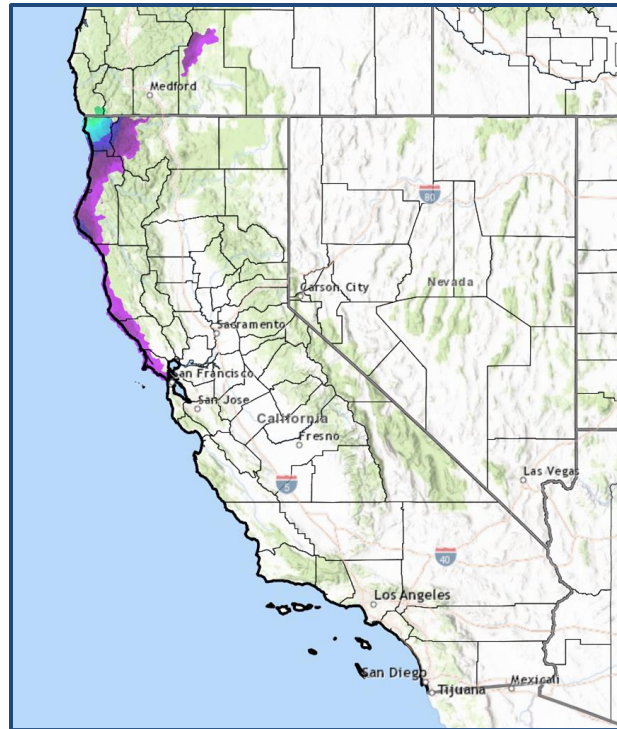 Medford
80
Carson City
Nevada
Sacramento
San Francisco
San Jose
California
Fresno
Las Vegas
5
40
Los Angeles
San Diego
Tijuana
Mexicali